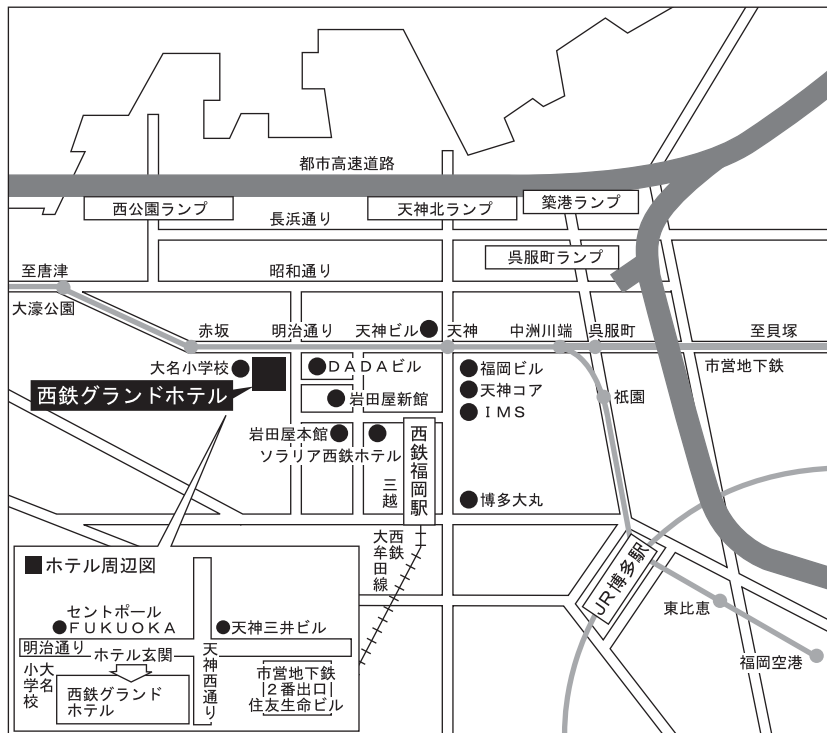 都市高速道路
西公園ランプ
天神北ランプ
築港ランプ
長浜通り
呉服町ランプ
至唐津
昭和通り
大濠公園
赤坂
明治通り
天神ビル
天神
中洲川端
呉服町
至貝塚
大名小学校
DADAビル
福岡ビル
市営地下鉄
天神コア
西鉄グランドホテル
岩田屋新館
IMS
祇園
岩田屋本館
ソラリア西鉄ホテル
西鉄福岡駅
三越
博多大丸
西鉄
大牟田線
JR博多駅
東比恵
福岡空港
■ホテル周辺図
セントポール
FUKUOKA
天神三井ビル
明治通り
ホテル玄関
天神西通り
大名
小学校
西鉄グランド
ホテル
市営地下鉄
2番出口
住友生命ビル